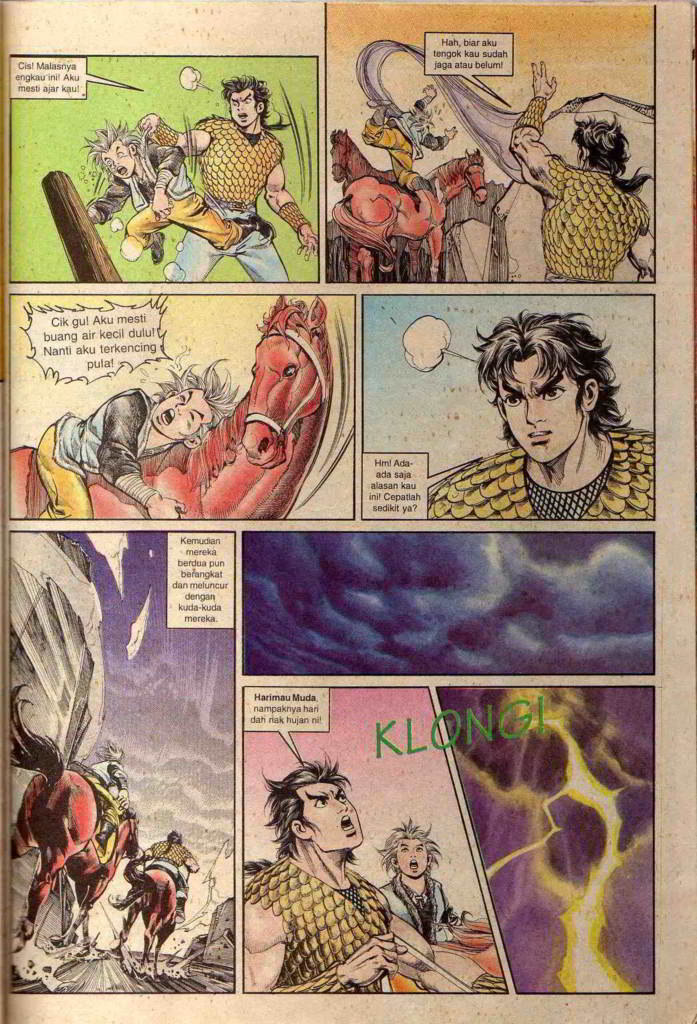 Cis! Malasnya
engkau ini! Aku
mesti ajar kau!
Hah, biar aku
tengok kau sudah
jaga atau belum!
Cik gu! Aku mesti
buang air kecil dulu!
Nanti aku terkencing
pula!
Hm! Ada-
ada saja
alasan kau
ini! Cepatlah
sedikit ya?
Kemudian
mereka
berdua pun
berangkat
dan meluncur
dengan
kuda-kuda
mereka.
Harimau Muda,
nampaknya hari
dah nak hujan ni!
KLONG!